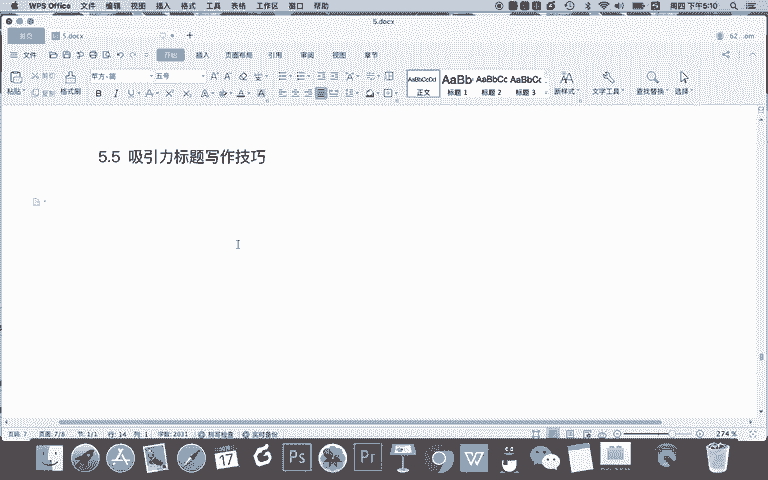 WPS Office 文件 编辑 视图 插入 格式 工具 表格 工作区 窗口 帮助 周四 下午5:10
5.docx
首页 5.docx 62...om
文件 开始 插入 页面布局 引用 审阅 视图 章节
粘贴 剪切 复制 格式刷 五号 AaBbCcDd 正文 AaBb 标题 1 AaBbCc 标题 2 AaBbCc 标题 3 新样式 文字工具 查找替换 选择
5.5 吸引力标题写作技巧
页码: 7 页面: 7/8 节: 1/1 行: 14 列: 1 字数: 2031 拼写检查 实时备份 274 %
17 Ps Pr W